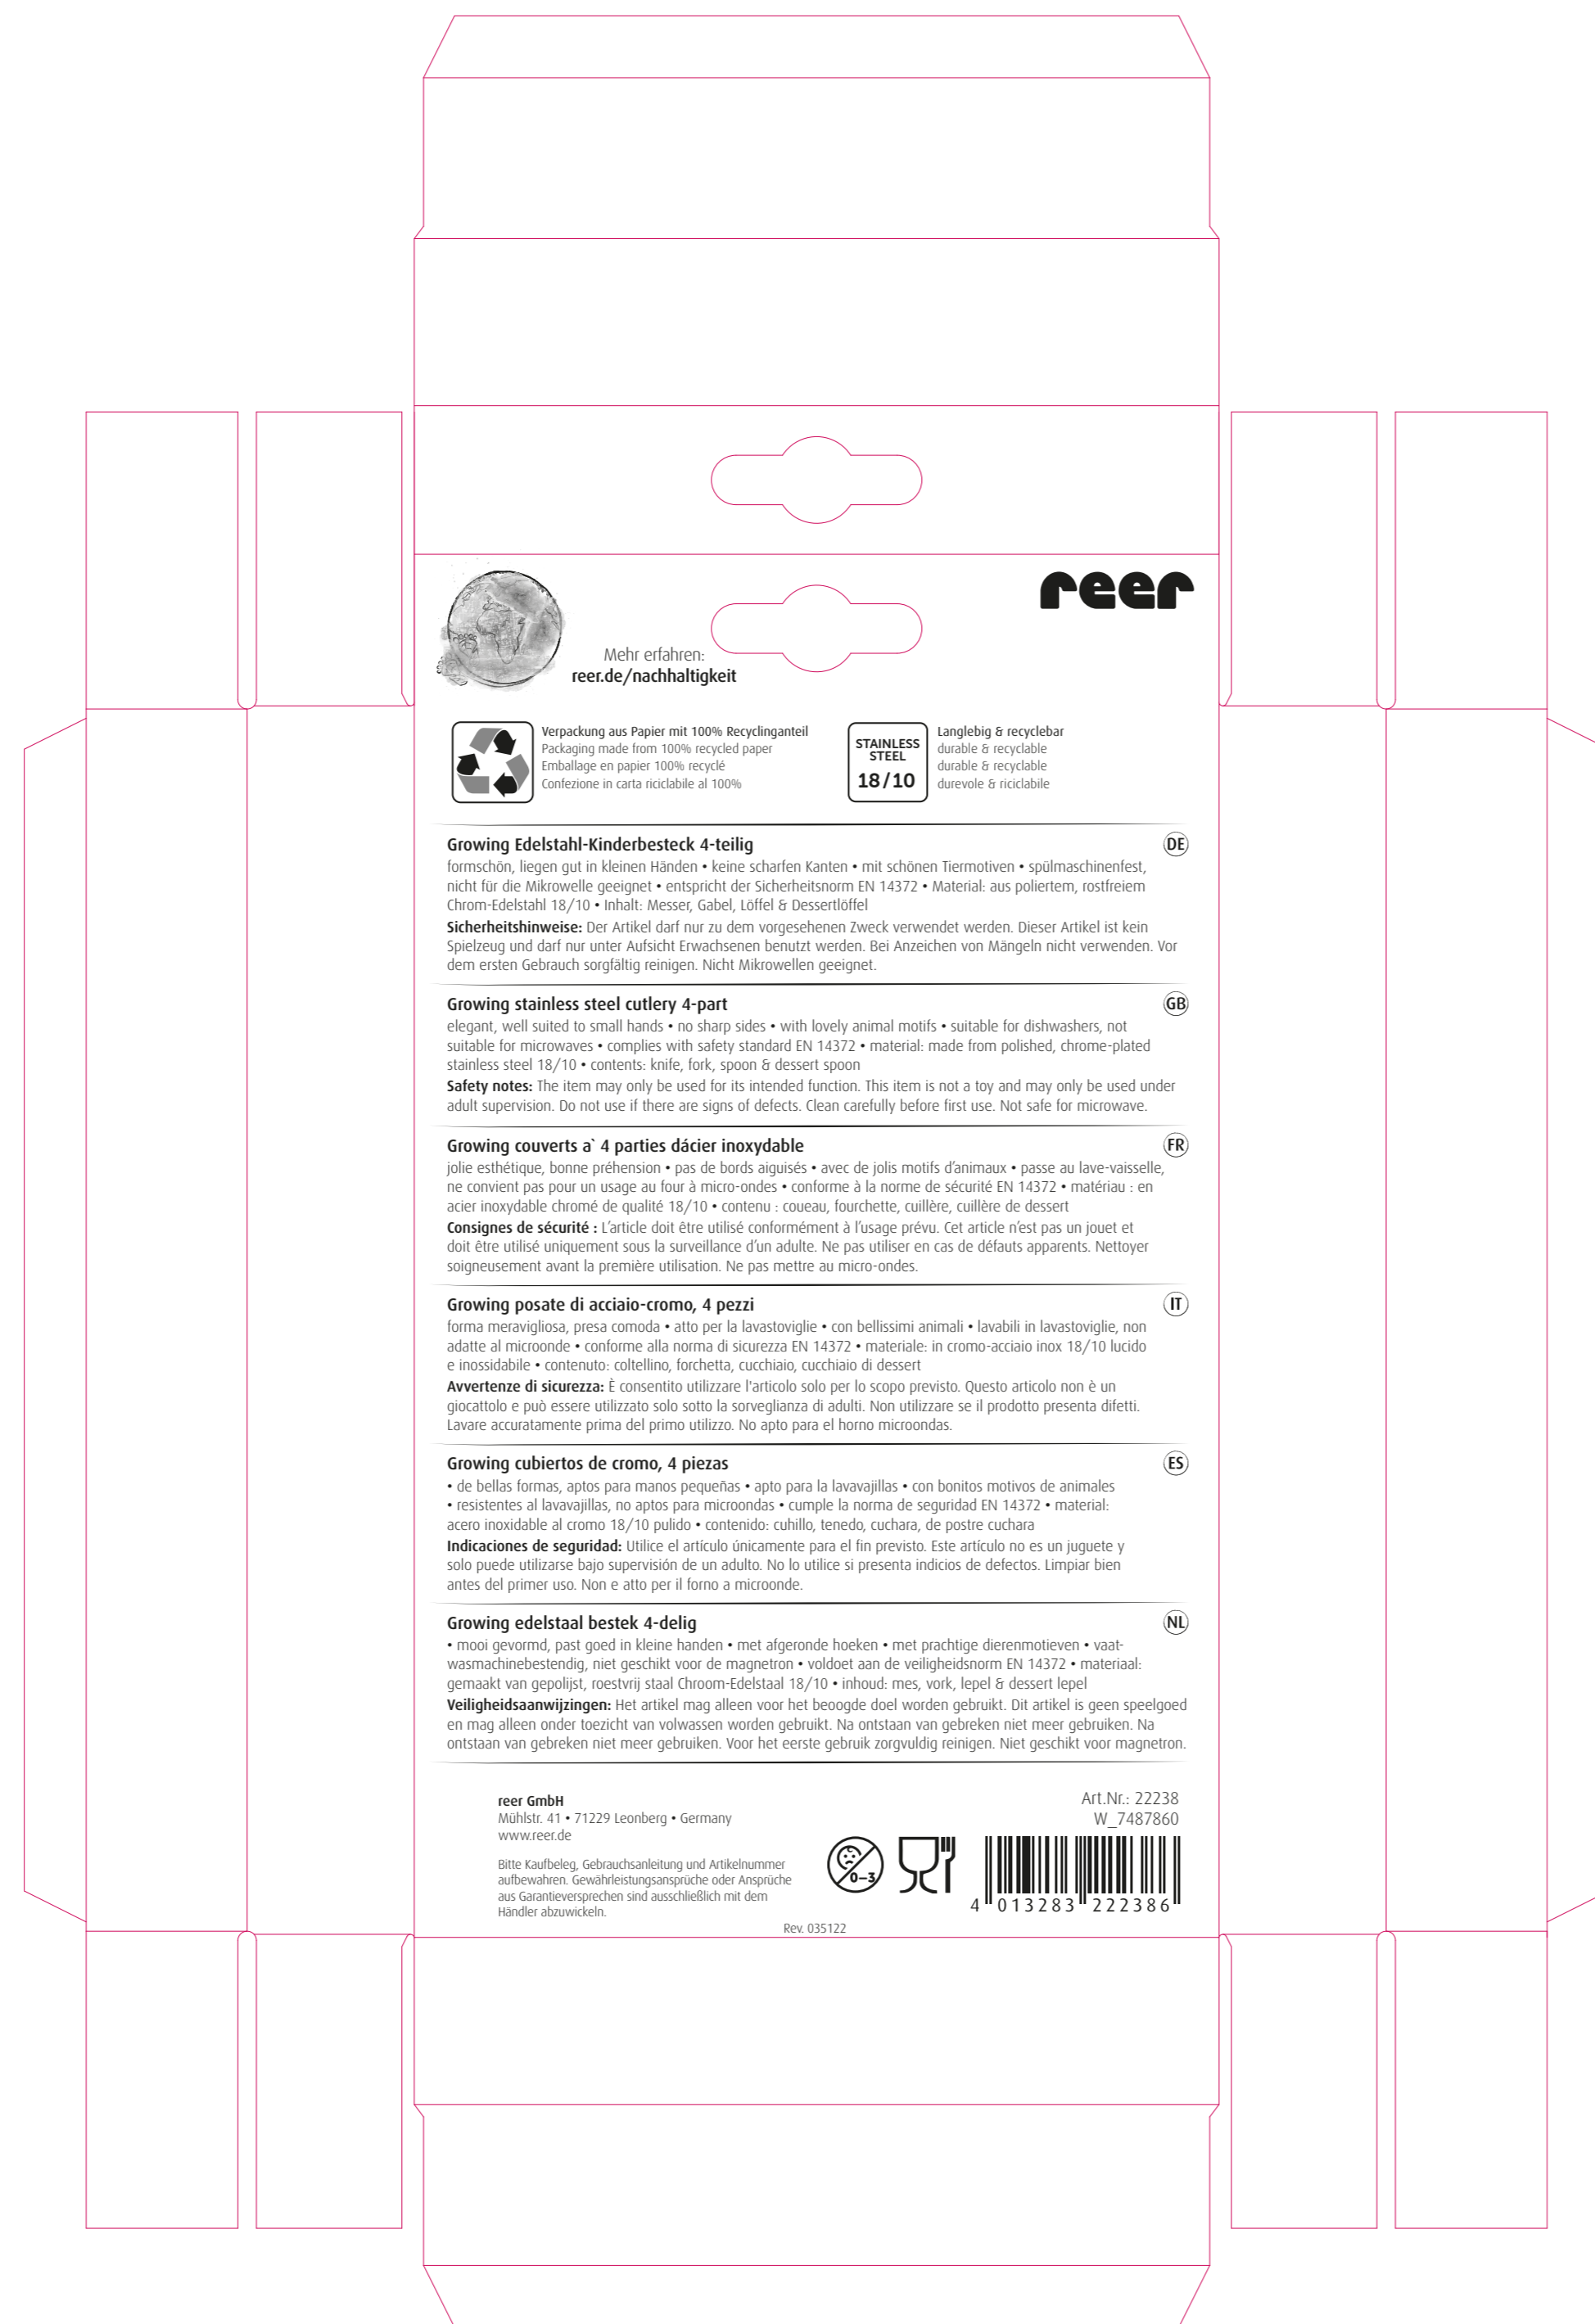 reer
Mehr erfahren:
reer.de/nachhaltigkeit
Verpackung aus Papier mit 100% Recyclinganteil
Packaging made from 100% recycled paper
Emballage en papier 100% recyclé
Confezione in carta riciclabile al 100%
STAINLESS
STEEL
18/10
Langlebig & recyclebar
durable & recyclable
durable & recyclable
durevole & riciclabile
Growing Edelstahl-Kinderbesteck 4-teilig
DE
formschön, liegen gut in kleinen Händen • keine scharfen Kanten • mit schönen Tiermotiven • spülmaschinenfest,
nicht für die Mikrowelle geeignet • entspricht der Sicherheitsnorm EN 14372 • Material: aus poliertem, rostfreiem
Chrom-Edelstahl 18/10 • Inhalt: Messer, Gabel, Löffel & Dessertlöffel
Sicherheitshinweise: Der Artikel darf nur zu dem vorgesehenen Zweck verwendet werden. Dieser Artikel ist kein
Spielzeug und darf nur unter Aufsicht Erwachsenen benutzt werden. Bei Anzeichen von Mängeln nicht verwenden. Vor
dem ersten Gebrauch sorgfältig reinigen. Nicht Mikrowellen geeignet.
Growing stainless steel cutlery 4-part
GB
elegant, well suited to small hands • no sharp sides • with lovely animal motifs • suitable for dishwashers, not
suitable for microwaves • complies with safety standard EN 14372 • material: made from polished, chrome-plated
stainless steel 18/10 • contents: knife, fork, spoon & dessert spoon
Safety notes: The item may only be used for its intended function. This item is not a toy and may only be used under
adult supervision. Do not use if there are signs of defects. Clean carefully before first use. Not safe for microwave.
Growing couverts a` 4 parties dácier inoxydable
FR
jolie esthétique, bonne préhension • pas de bords aiguisés • avec de jolis motifs d’animaux • passe au lave-vaisselle,
ne convient pas pour un usage au four à micro-ondes • conforme à la norme de sécurité EN 14372 • matériau : en
acier inoxydable chromé de qualité 18/10 • contenu : coueau, fourchette, cuillère, cuillère de dessert
Consignes de sécurité : L’article doit être utilisé conformément à l’usage prévu. Cet article n’est pas un jouet et
doit être utilisé uniquement sous la surveillance d’un adulte. Ne pas utiliser en cas de défauts apparents. Nettoyer
soigneusement avant la première utilisation. Ne pas mettre au micro-ondes.
Growing posate di acciaio-cromo, 4 pezzi
IT
forma meravigliosa, presa comoda • atto per la lavastoviglie • con bellissimi animali • lavabili in lavastoviglie, non
adatte al microonde • conforme alla norma di sicurezza EN 14372 • materiale: in cromo-acciaio inox 18/10 lucido
e inossidabile • contenuto: coltellino, forchetta, cucchiaio, cucchiaio di dessert
Avvertenze di sicurezza: È consentito utilizzare l'articolo solo per lo scopo previsto. Questo articolo non è un
giocattolo e può essere utilizzato solo sotto la sorveglianza di adulti. Non utilizzare se il prodotto presenta difetti.
Lavare accuratamente prima del primo utilizzo. No apto para el horno microondas.
Growing cubiertos de cromo, 4 piezas
ES
• de bellas formas, aptos para manos pequeñas • apto para la lavavajillas • con bonitos motivos de animales
• resistentes al lavavajillas, no aptos para microondas • cumple la norma de seguridad EN 14372 • material:
acero inoxidable al cromo 18/10 pulido • contenido: cuhillo, tenedo, cuchara, de postre cuchara
Indicaciones de seguridad: Utilice el artículo únicamente para el fin previsto. Este artículo no es un juguete y
solo puede utilizarse bajo supervisión de un adulto. No lo utilice si presenta indicios de defectos. Limpiar bien
antes del primer uso. Non e atto per il forno a microonde.
Growing edelstaal bestek 4-delig
NL
• mooi gevormd, past goed in kleine handen • met afgeronde hoeken • met prachtige dierenmotieven • vaat-
wasmachinebestendig, niet geschikt voor de magnetron • voldoet aan de veiligheidsnorm EN 14372 • materiaal:
gemaakt van gepolijst, roestvrij staal Chroom-Edelstaal 18/10 • inhoud: mes, vork, lepel & dessert lepel
Veiligheidsaanwijzingen: Het artikel mag alleen voor het beoogde doel worden gebruikt. Dit artikel is geen speelgoed
en mag alleen onder toezicht van volwassen worden gebruikt. Na ontstaan van gebreken niet meer gebruiken. Na
ontstaan van gebreken niet meer gebruiken. Voor het eerste gebruik zorgvuldig reinigen. Niet geschikt voor magnetron.
reer GmbH
Mühlstr. 41 • 71229 Leonberg • Germany
www.reer.de
Bitte Kaufbeleg, Gebrauchsanleitung und Artikelnummer
aufbewahren. Gewährleistungsansprüche oder Ansprüche
aus Garantieversprechen sind ausschließlich mit dem
Händler abzuwickeln.
Art.Nr.: 22238
W_7487860
0-3
4 013283 222386
Rev. 035122